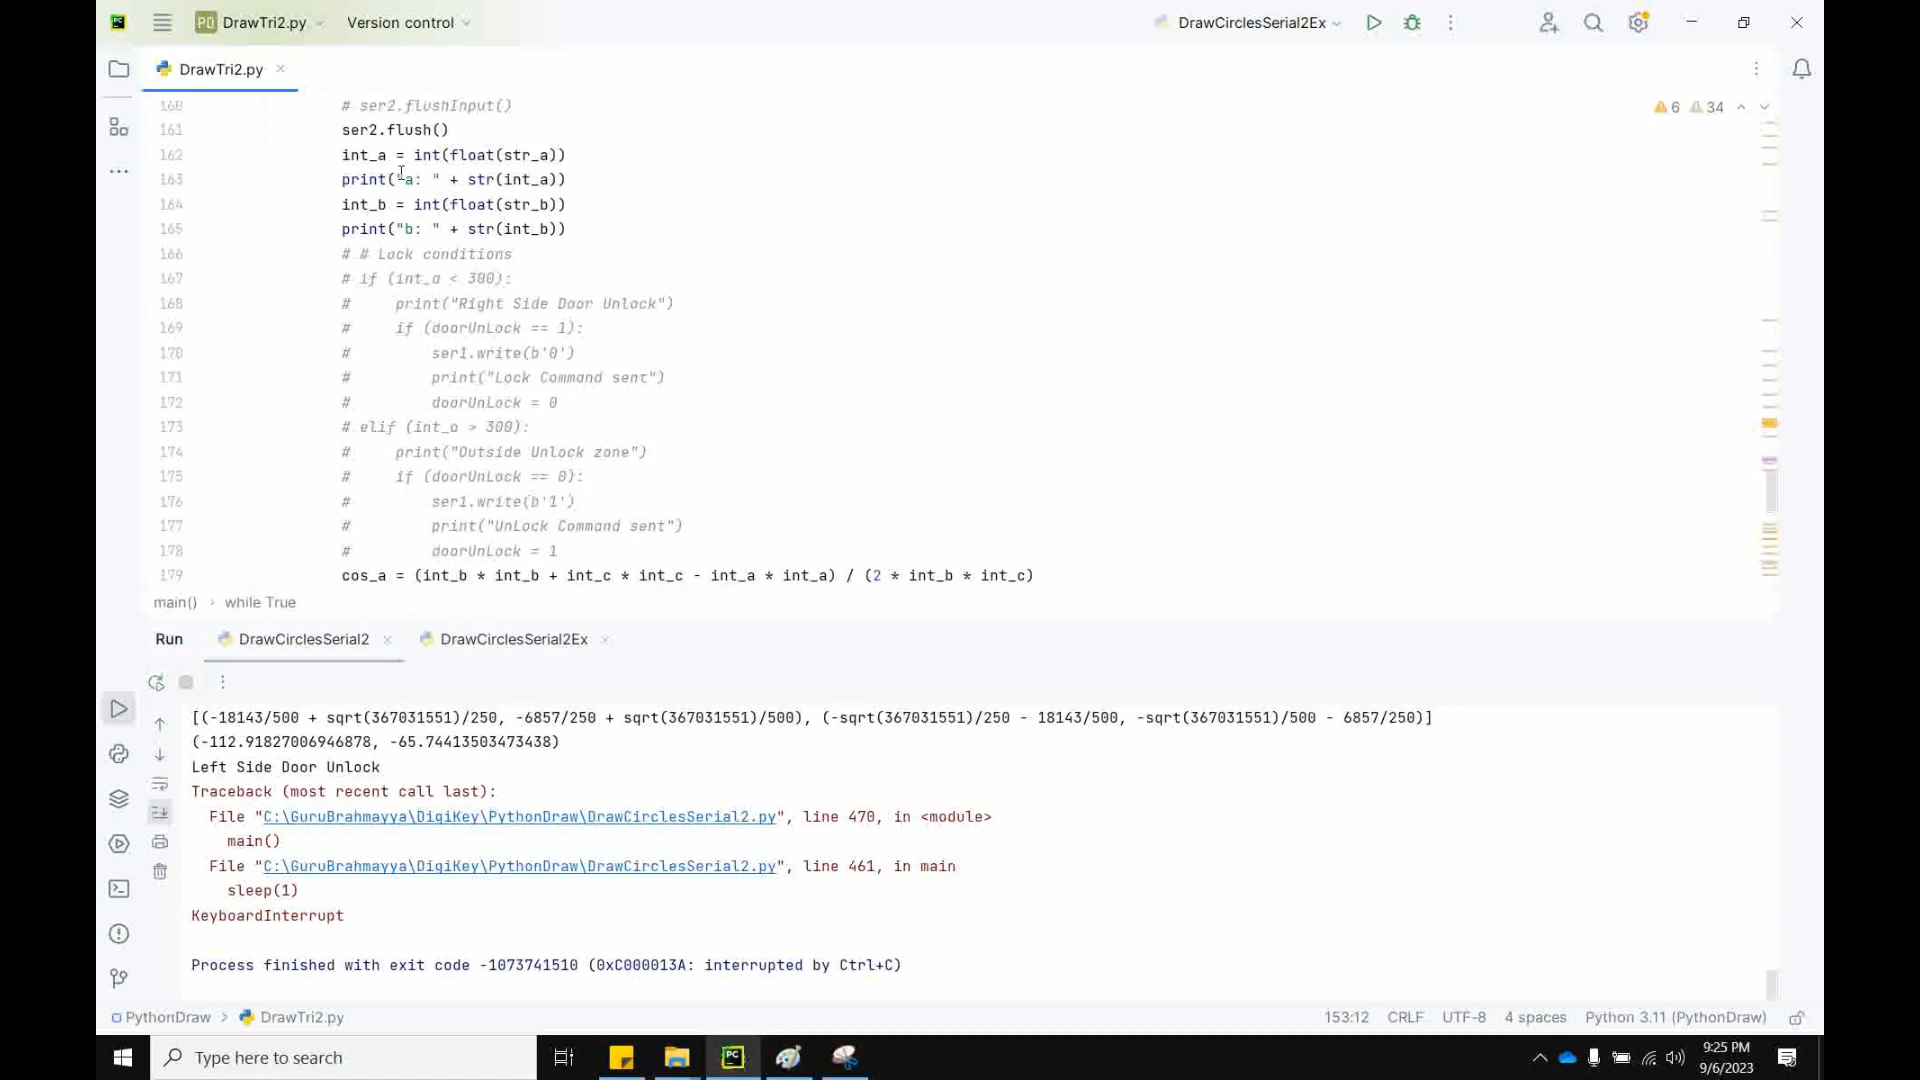 PC
PD DrawTri2.py
Version control
DrawCirclesSerial2Ex
DrawTri2.py
6 34
160 # ser2.flushInput()
161 ser2.flush()
162 int_a = int(float(str_a))
163 print("a: " + str(int_a))
164 int_b = int(float(str_b))
165 print("b: " + str(int_b))
166 # # Lock conditions
167 # if (int_a < 300):
168 #     print("Right Side Door Unlock")
169 #     if (doorUnLock == 1):
170 #         ser1.write(b'0')
171 #         print("Lock Command sent")
172 #         doorUnLock = 0
173 # elif (int_a > 300):
174 #     print("Outside Unlock zone")
175 #     if (doorUnLock == 0):
176 #         ser1.write(b'1')
177 #         print("UnLock Command sent")
178 #         doorUnLock = 1
179 cos_a = (int_b * int_b + int_c * int_c - int_a * int_a) / (2 * int_b * int_c)
main() › while True
Run DrawCirclesSerial2 DrawCirclesSerial2Ex
[(-18143/500 + sqrt(367031551)/250, -6857/250 + sqrt(367031551)/500), (-sqrt(367031551)/250 - 18143/500, -sqrt(367031551)/500 - 6857/250)]
(-112.91827006946878, -65.74413503473438)
Left Side Door Unlock
Traceback (most recent call last):
File "C:\GuruBrahmayya\DiqiKey\PythonDraw\DrawCirclesSerial2.py", line 470, in <module>
main()
File "C:\GuruBrahmayya\DiqiKey\PythonDraw\DrawCirclesSerial2.py", line 461, in main
sleep(1)
KeyboardInterrupt
Process finished with exit code -1073741510 (0xC000013A: interrupted by Ctrl+C)
PythonDraw > DrawTri2.py
153:12 CRLF UTF-8 4 spaces Python 3.11 (PythonDraw)
Type here to search
PC
9:25 PM
9/6/2023